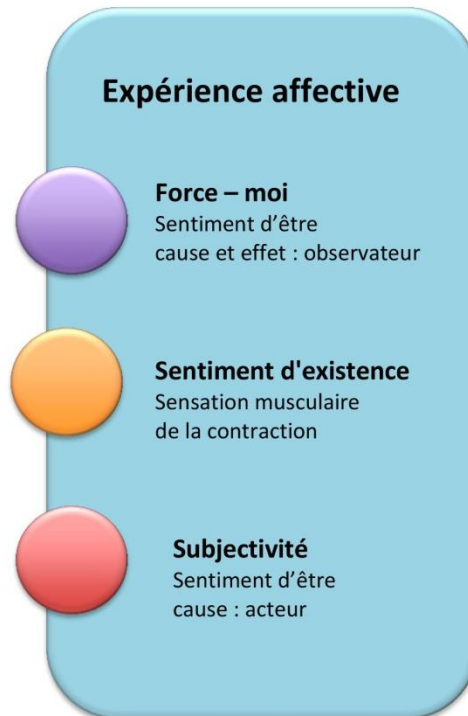 Expérience affective
Force – moi
Sentiment d’être
cause et effet : observateur
Sentiment d'existence
Sensation musculaire
de la contraction
Subjectivité
Sentiment d’être
cause : acteur